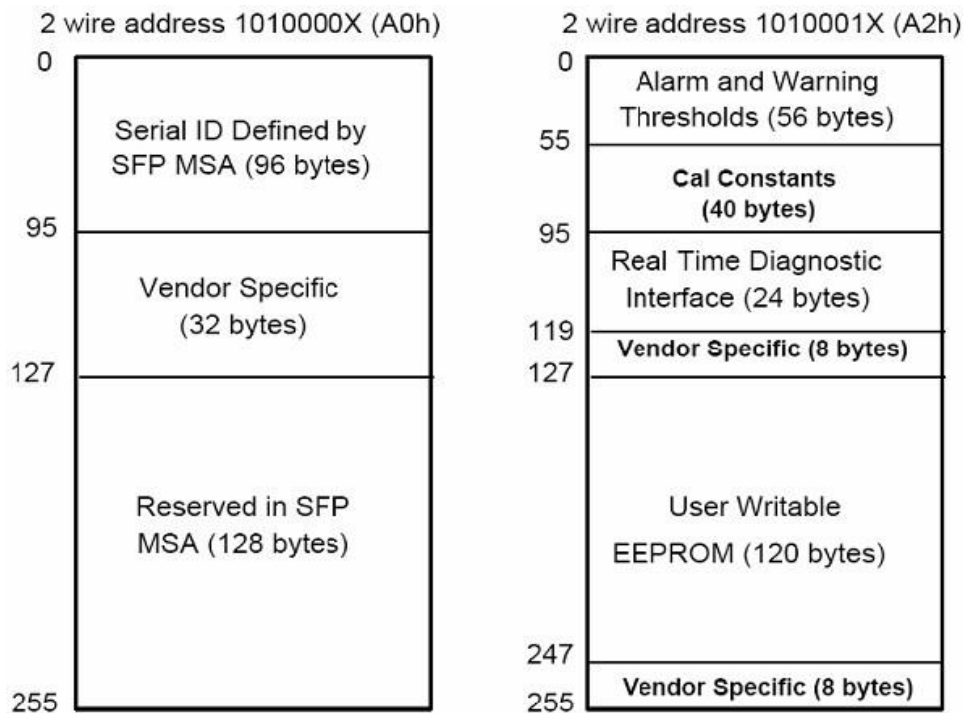 2 wire address 1010000X (A0h)
0
Serial ID Defined by
SFP MSA (96 bytes)
95
Vendor Specific
(32 bytes)
127
Reserved in SFP
MSA (128 bytes)
255
2 wire address 1010001X (A2h)
0
Alarm and Warning
Thresholds (56 bytes)
55
Cal Constants
(40 bytes)
95
Real Time Diagnostic
Interface (24 bytes)
119
Vendor Specific (8 bytes)
127
User Writable
EEPROM (120 bytes)
247
Vendor Specific (8 bytes)
255